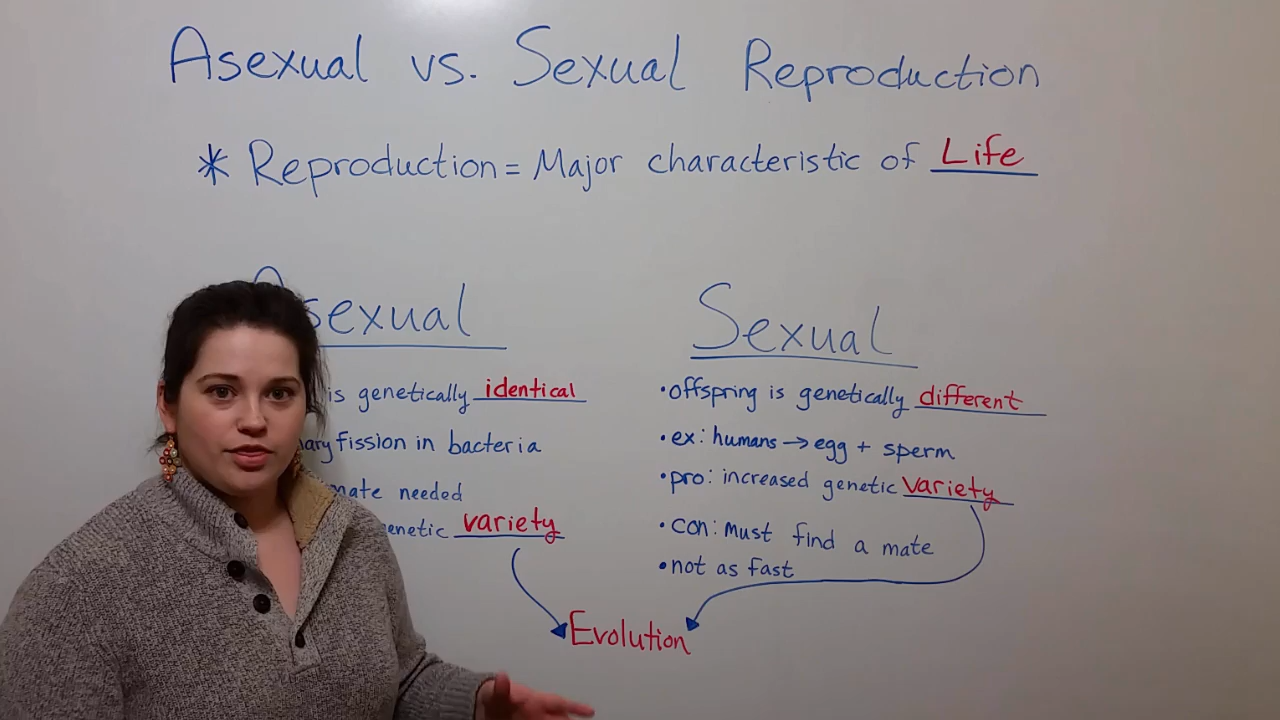 Asexual vs. Sexual Reproduction
* Reproduction = Major characteristic of Life
Asexual
is genetically identical
fission in bacteria
mate needed
variety
Sexual
•offspring is genetically different
•ex: humans → egg + sperm
•pro: increased genetic variety
•con: must find a mate
•not as fast
Evolution